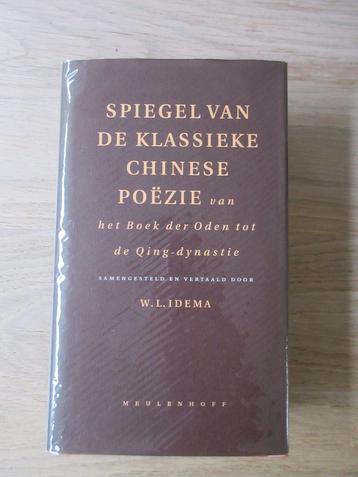 SPIEGEL VAN
DE KLASSIEKE
CHINESE
POËZIE van
het Boek der Oden tot
de Qing-dynastie
SAMENGESTELD EN VERTAALD DOOR
W. L. IDEMA
MEULENHOFF